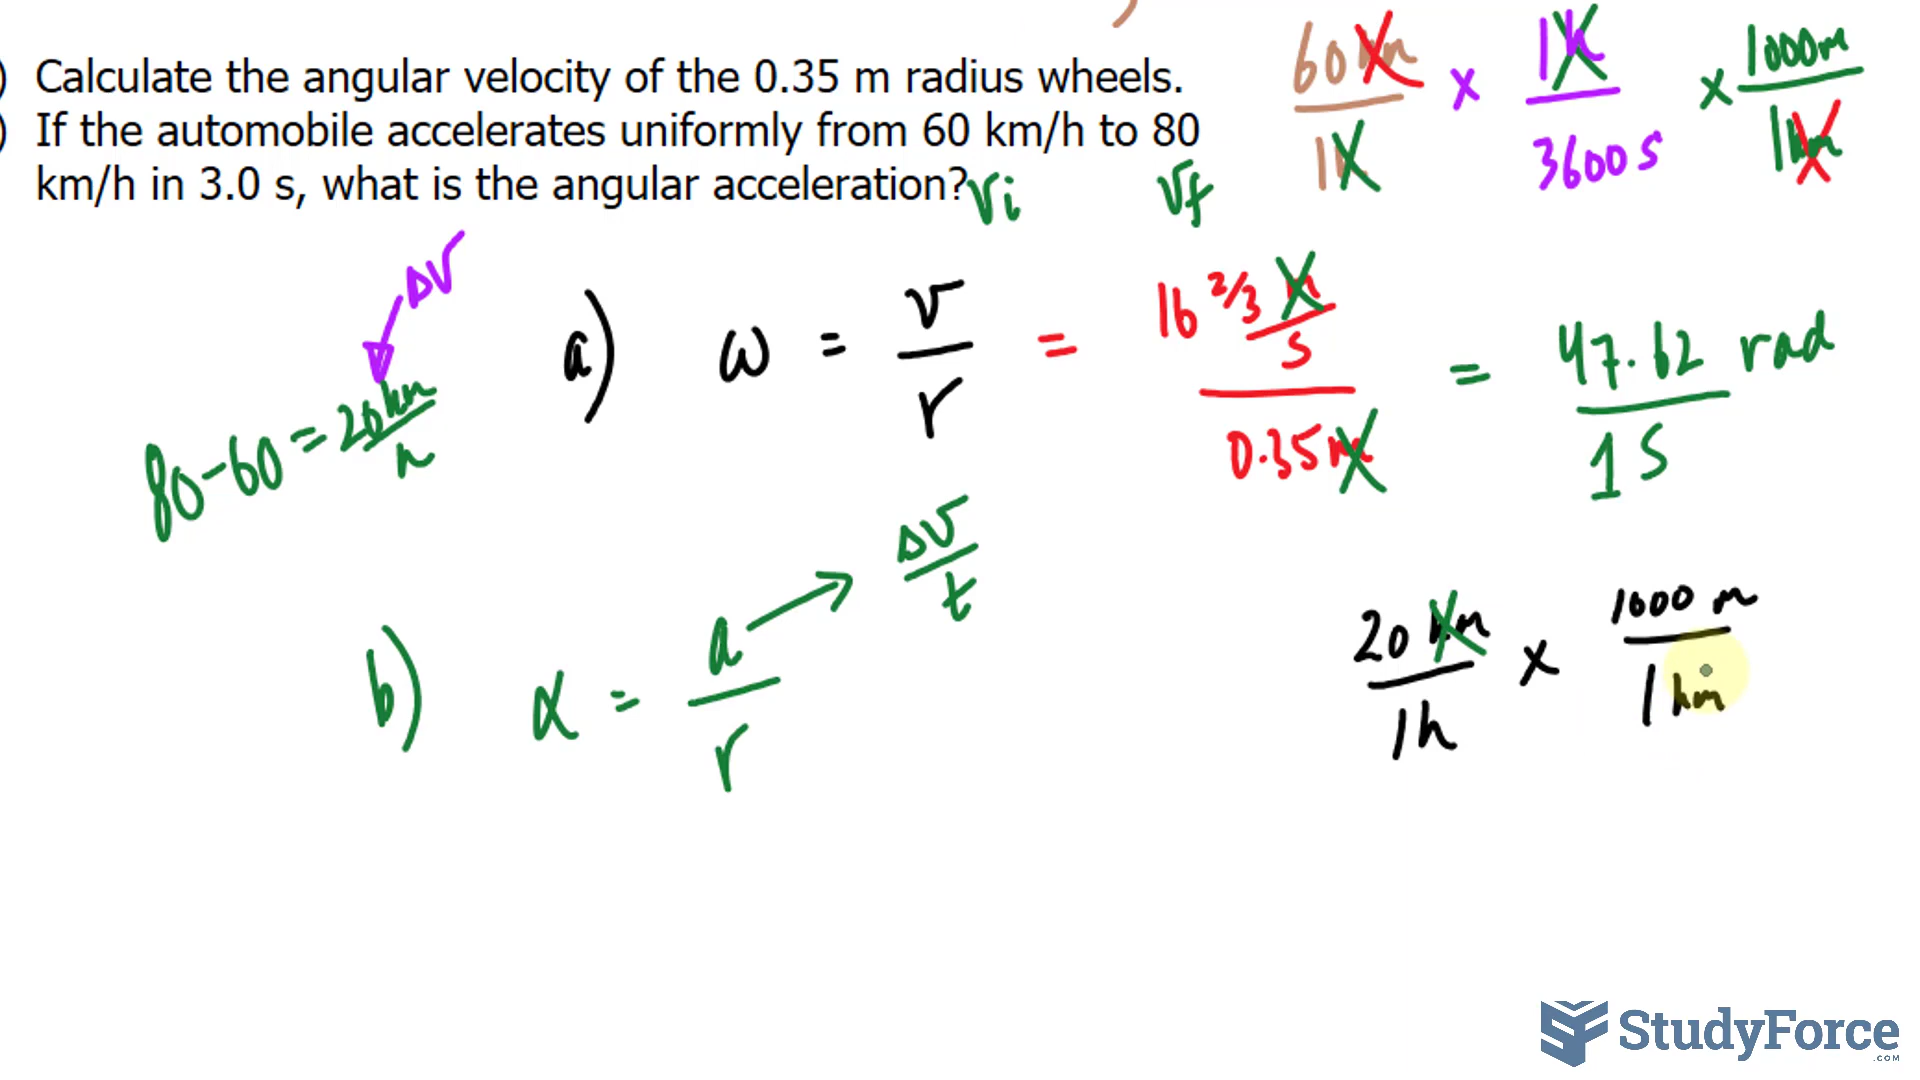 ) Calculate the angular velocity of the 0.35 m radius wheels.
) If the automobile accelerates uniformly from 60 km/h to 80
km/h in 3.0 s, what is the angular acceleration?
Vi Vf
60 km / 1h × 1h / 3600 s × 1000 m / 1 km
ΔV
80-60 = 20 km / h
a) ω = v / r = 16 2/3 m / s / 0.35 m = 47.62 rad / 1 s
b) α = a / r
Δv / t
20 km / 1h × 1000 m / 1 km
StudyForce
.COM